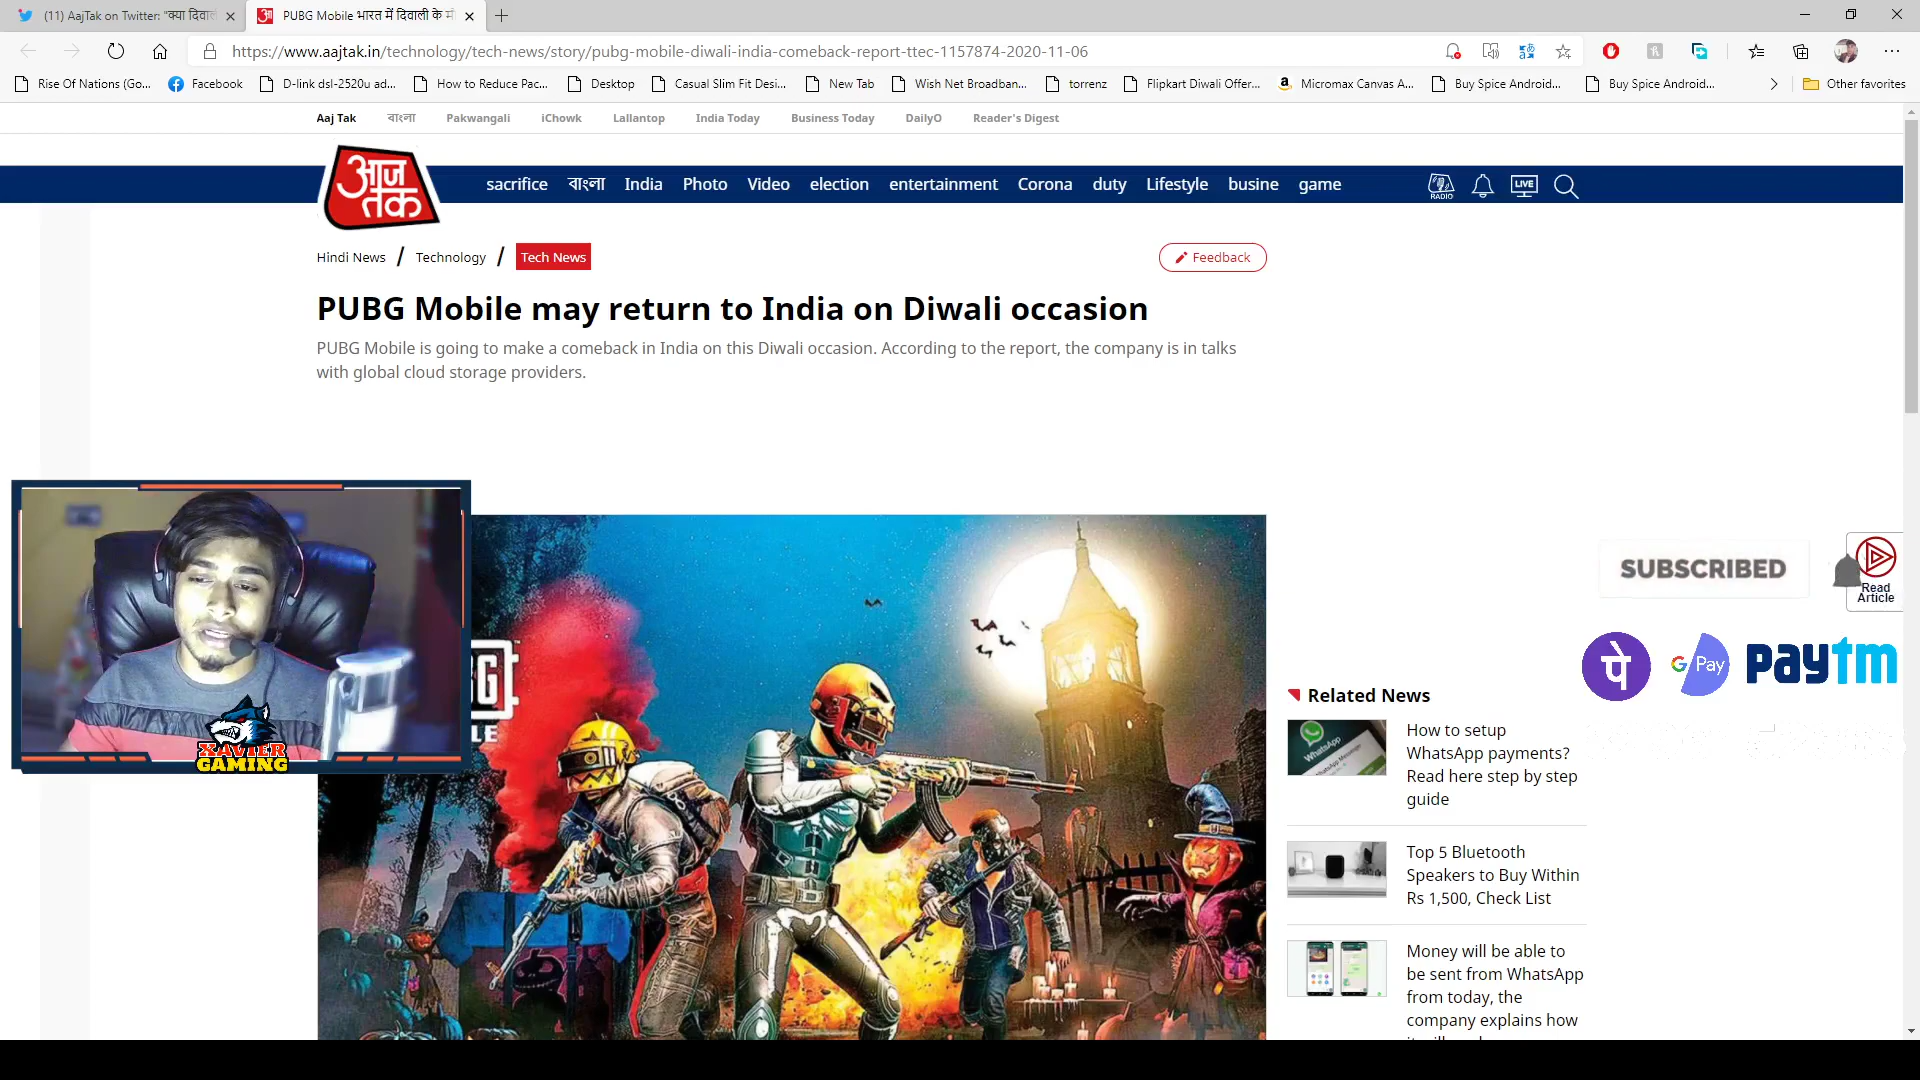 (11) AajTak on Twitter: "क्या दिवाल
PUBG Mobile भारत में दिवाली के मौ
https://www.aajtak.in/technology/tech-news/story/pubg-mobile-diwali-india-comeback-report-ttec-1157874-2020-11-06
Rise Of Nations (Go... Facebook D-link dsl-2520u ad... How to Reduce Pac... Desktop Casual Slim Fit Desi... New Tab Wish Net Broadban... torrenz Flipkart Diwali Offer... Micromax Canvas A... Buy Spice Android... Buy Spice Android... Other favorites
Aaj Tak বাংলা Pakwangali iChowk Lallantop India Today Business Today DailyO Reader's Digest
आज
तक
sacrifice বাংলা India Photo Video election entertainment Corona duty Lifestyle busine game
RADIO
LIVE
Hindi News / Technology / Tech News
Feedback
PUBG Mobile may return to India on Diwali occasion
PUBG Mobile is going to make a comeback in India on this Diwali occasion. According to the report, the company is in talks
with global cloud storage providers.
XAVIER
GAMING
SUBSCRIBED
Read
Article
पे
G Pay
paytm
Related News
How to setup
WhatsApp payments?
Read here step by step
guide
Top 5 Bluetooth
Speakers to Buy Within
Rs 1,500, Check List
Money will be able to
be sent from WhatsApp
from today, the
company explains how